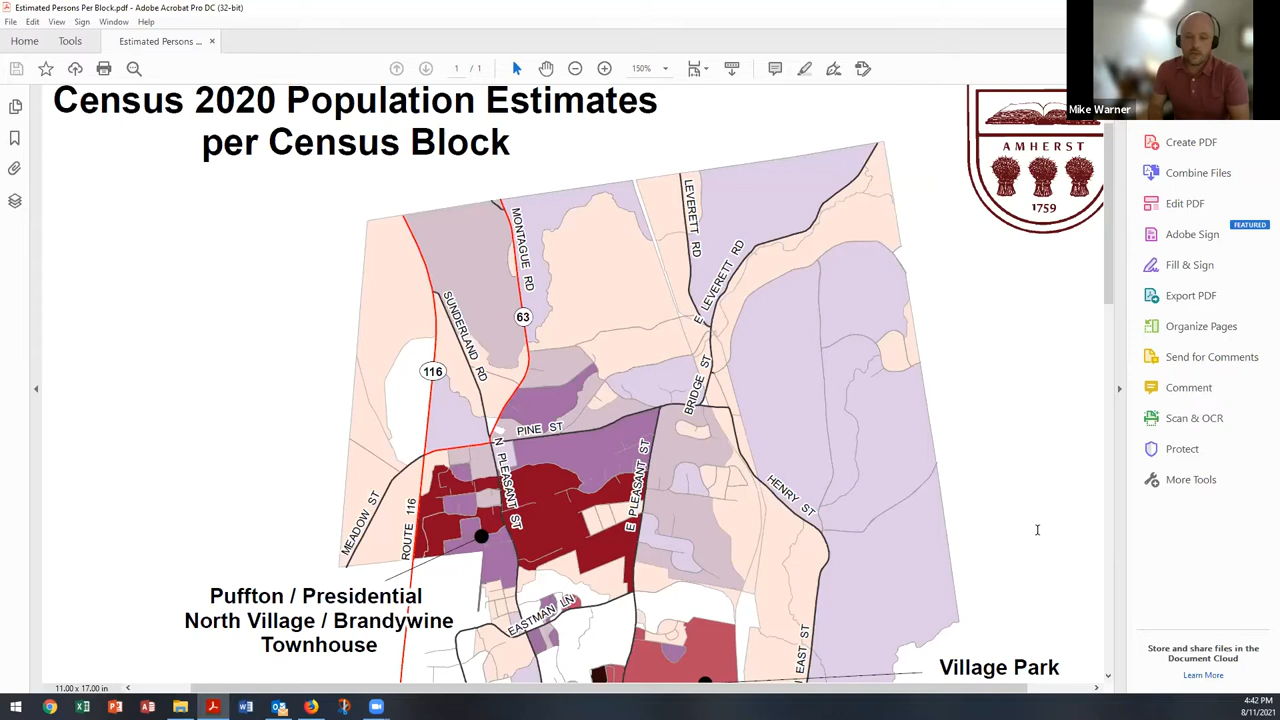 Estimated Persons Per Block.pdf - Adobe Acrobat Pro DC (32-bit)
File Edit View Sign Window Help
Home Tools Estimated Persons ... ×
1 / 1 150%
Mike Warner
Census 2020 Population Estimates
per Census Block
AMHERST
1759
LEVERETT RD
MONTAGUE RD
E LEVERETT RD
63
SUNDERLAND RD
116
BRIDGE ST
PINE ST
N PLEASANT ST
E PLEASANT ST
HENRY ST
MEADOW ST
ROUTE 116
Puffton / Presidential
North Village / Brandywine
Townhouse
EASTMAN LN
N EAST ST
Village Park
11.00 x 17.00 in
Create PDF
Combine Files
Edit PDF
FEATURED
Adobe Sign
Fill & Sign
Export PDF
Organize Pages
Send for Comments
Comment
Scan & OCR
Protect
More Tools
Store and share files in the
Document Cloud
Learn More
4:42 PM
8/11/2021